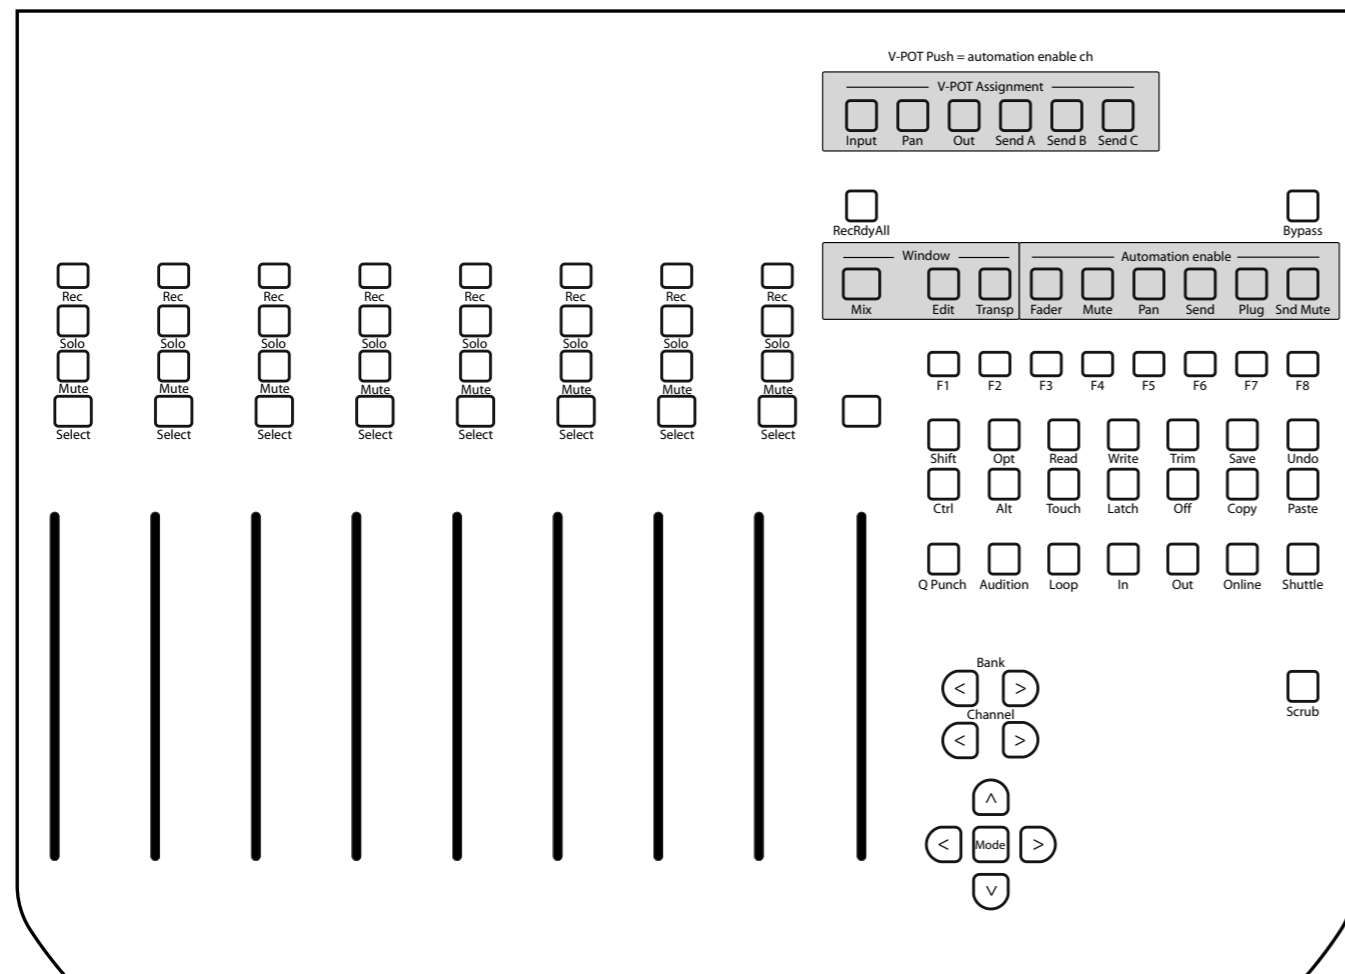 V-POT Push = automation enable ch
V-POT Assignment
Input Pan Out Send A Send B Send C
RecRdyAll Bypass
Window Automation enable
Mix Edit Transp Fader Mute Pan Send Plug Snd Mute
Rec Rec Rec Rec Rec Rec Rec Rec
Solo Solo Solo Solo Solo Solo Solo Solo
Mute Mute Mute Mute Mute Mute Mute Mute
Select Select Select Select Select Select Select Select
F1 F2 F3 F4 F5 F6 F7 F8
Shift Opt Read Write Trim Save Undo
Ctrl Alt Touch Latch Off Copy Paste
Q Punch Audition Loop In Out Online Shuttle
Bank
< >
Channel
< >
Scrub
^
< Mode >
v